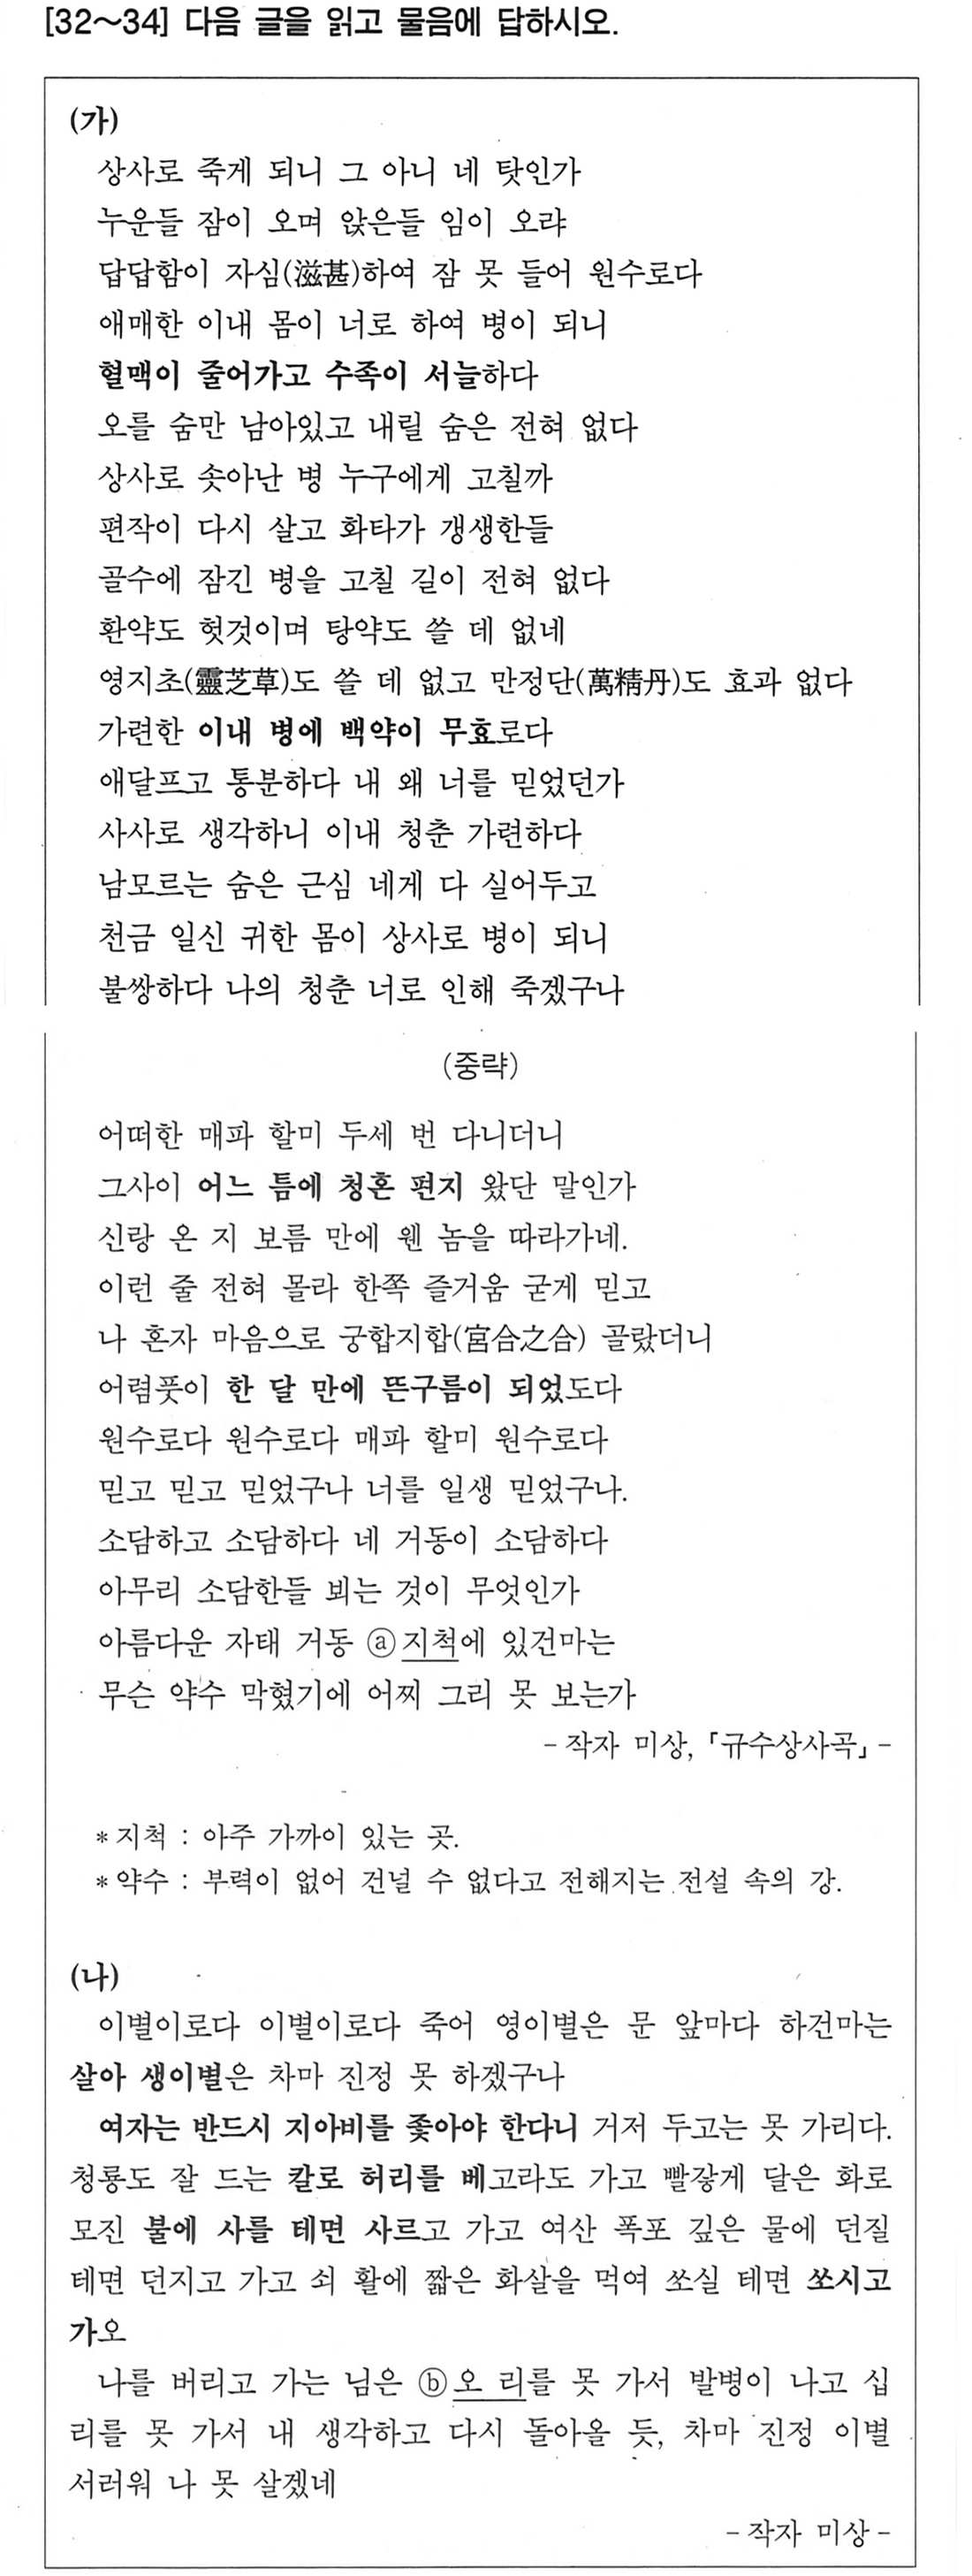 [32~34] 다음 글을 읽고 물음에 답하시오.
(가)
상사로 죽게 되니 그 아니 네 탓인가
누운들 잠이 오며 앉은들 임이 오랴
답답함이 자심(滋甚)하여 잠 못 들어 원수로다
애매한 이내 몸이 너로 하여 병이 되니
혈맥이 줄어가고 수족이 서늘하다
오를 숨만 남아있고 내릴 숨은 전혀 없다
상사로 솟아난 병 누구에게 고칠까
편작이 다시 살고 화타가 갱생한들
골수에 잠긴 병을 고칠 길이 전혀 없다
환약도 헛것이며 탕약도 쓸 데 없네
영지초(靈芝草)도 쓸 데 없고 만정단(萬精丹)도 효과 없다
가련한 이내 병에 백약이 무효로다
애달프고 통분하다 내 왜 너를 믿었던가
사사로 생각하니 이내 청춘 가련하다
남모르는 숨은 근심 네게 다 실어두고
천금 일신 귀한 몸이 상사로 병이 되니
불쌍하다 나의 청춘 너로 인해 죽겠구나
(중략)
어떠한 매파 할미 두세 번 다니더니
그사이 어느 틈에 청혼 편지 왔단 말인가
신랑 온 지 보름 만에 웬 놈을 따라가네.
이런 줄 전혀 몰라 한쪽 즐거움 굳게 믿고
나 혼자 마음으로 궁합지합(宮合之合) 골랐더니
어렴풋이 한 달 만에 뜬구름이 되었도다
원수로다 원수로다 매파 할미 원수로다
믿고 믿고 믿었구나 너를 일생 믿었구나.
소담하고 소담하다 네 거동이 소담하다
아무리 소담한들 뵈는 것이 무엇인가
아름다운 자태 거동 ⓐ지척에 있건마는
무슨 약수 막혔기에 어찌 그리 못 보는가
- 작자 미상, 「규수상사곡」 -
* 지척 : 아주 가까이 있는 곳.
* 약수 : 부력이 없어 건널 수 없다고 전해지는 전설 속의 강.
(나)
이별이로다 이별이로다 죽어 영이별은 문 앞마다 하건마는
살아 생이별은 차마 진정 못 하겠구나
여자는 반드시 지아비를 좇아야 한다니 거저 두고는 못 가리다.
청룡도 잘 드는 칼로 허리를 베고라도 가고 빨갛게 달은 화로
모진 불에 사를 테면 사르고 가고 여산 폭포 깊은 물에 던질
테면 던지고 가고 쇠 활에 짧은 화살을 먹여 쏘실 테면 쏘시고
가오
나를 버리고 가는 님은 ⓑ오 리를 못 가서 발병이 나고 십
리를 못 가서 내 생각하고 다시 돌아올 듯, 차마 진정 이별
서러워 나 못 살겠네
- 작자 미상 -